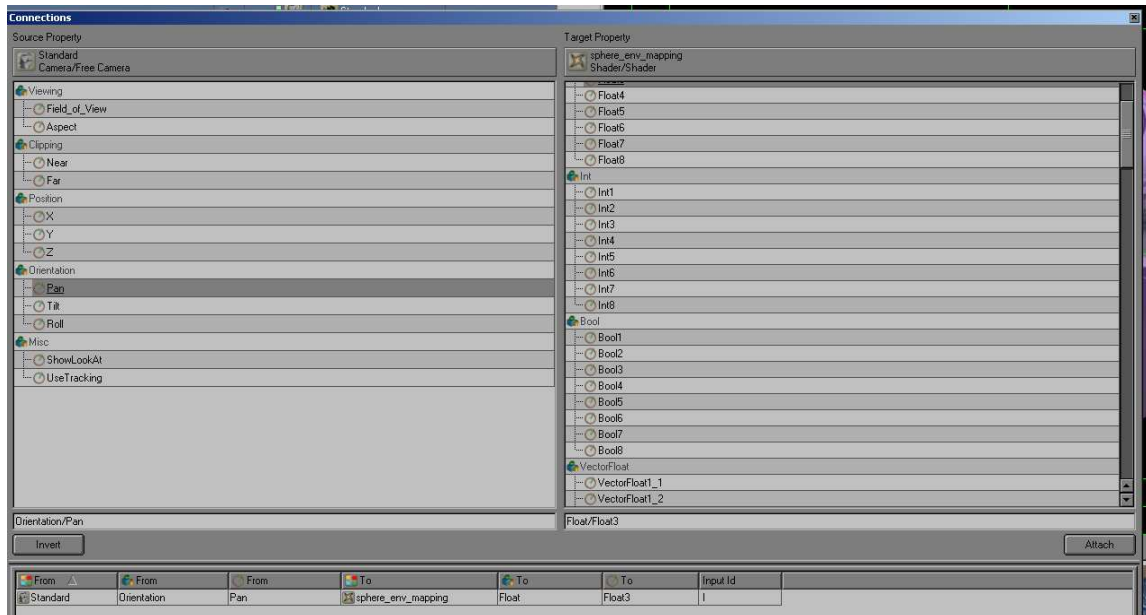 Connections
Source Property
Target Property
Standard
Camera/Free Camera
sphere_env_mapping
Shader/Shader
Viewing
Field_of_View
Aspect
Clipping
Near
Far
Position
X
Y
Z
Orientation
Pan
Tilt
Roll
Misc
ShowLookAt
UseTracking
Float4
Float5
Float6
Float7
Float8
Int
Int1
Int2
Int3
Int4
Int5
Int6
Int7
Int8
Bool
Bool1
Bool2
Bool3
Bool4
Bool5
Bool6
Bool7
Bool8
VectorFloat
VectorFloat1_1
VectorFloat1_2
Orientation/Pan
Float/Float3
Invert
Attach
From From From To To To Input Id
Standard Orientation Pan sphere_env_mapping Float Float3 I